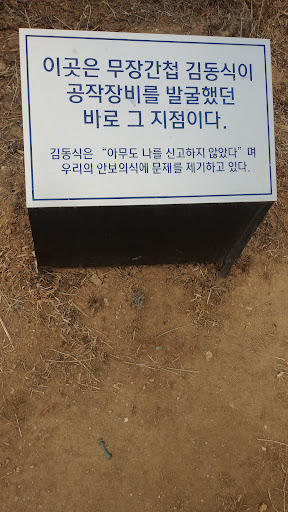 이곳은 무장간첩 김동식이
공작장비를 발굴했던
바로 그 지점이다.
김동식은 “아무도 나를 신고하지 않았다”며
우리의 안보의식에 문제를 제기하고 있다.